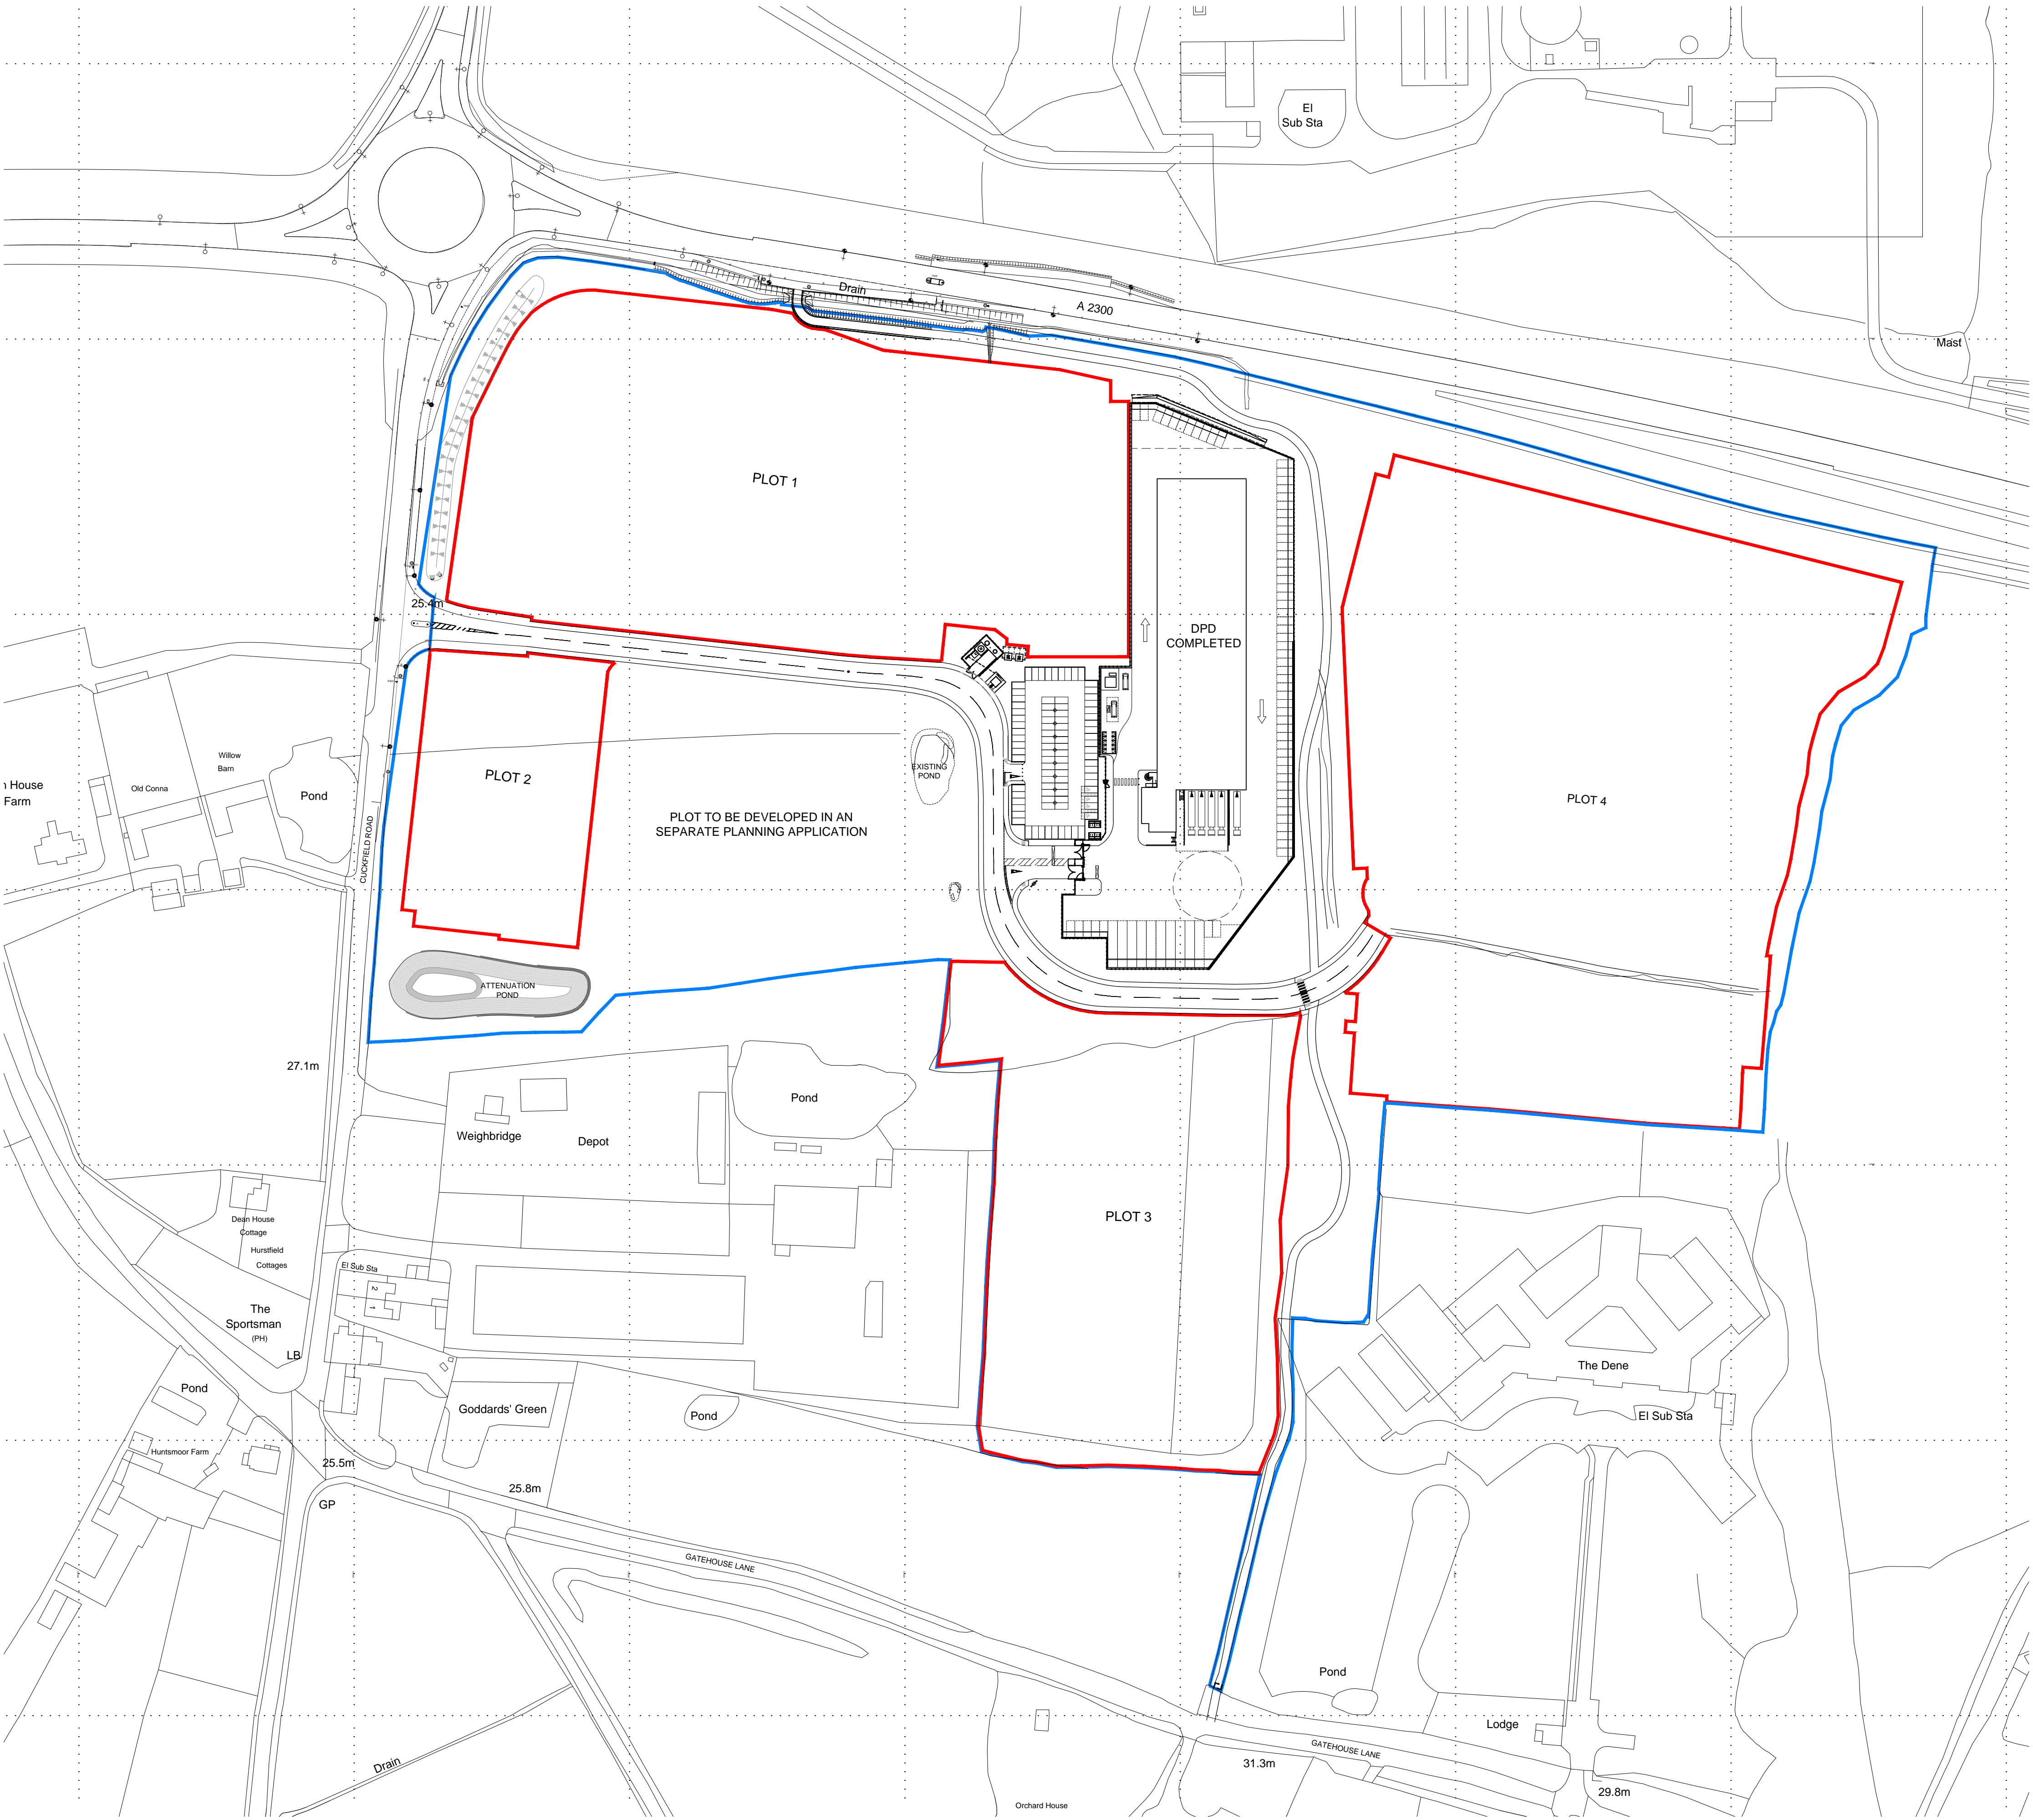 El
Sub Sta
Drain
A 2300
Mast
PLOT 1
25.4m
DPD
COMPLETED
PLOT 2
Willow
Barn
Old Conna
House
Farm
Pond
CUCKFIELD ROAD
EXISTING
POND
PLOT TO BE DEVELOPED IN AN
SEPARATE PLANNING APPLICATION
PLOT 4
ATTENUATION
POND
27.1m
Pond
Weighbridge
Depot
PLOT 3
Dean House
Cottage
Hurstfield
Cottages
El Sub Sta
2
1
The
Sportsman
(PH)
LB
The Dene
Pond
Goddards' Green
Pond
El Sub Sta
Huntsmoor Farm
25.5m
25.8m
GP
GATEHOUSE LANE
Pond
Lodge
GATEHOUSE LANE
Drain
31.3m
29.8m
Orchard House